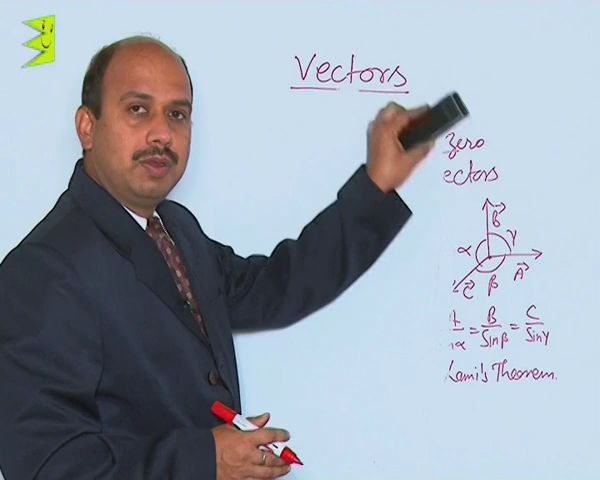 Vectors
Zero
ectors
B
α γ
A
C β
= B/Sinβ = C/Sinγ
Lami's Theorem.